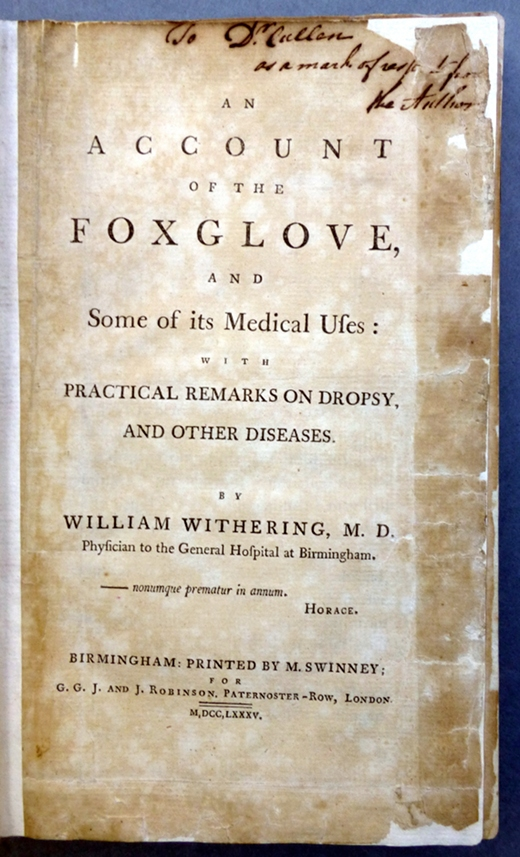 To Dr. Cullen
as a mark of respect from
the Author
AN
ACCOUNT
OF THE
FOXGLOVE,
AND
Some of its Medical Uſes :
WITH
PRACTICAL REMARKS ON DROPSY,
AND OTHER DISEASES.
BY
WILLIAM WITHERING, M. D.
Phyſician to the General Hoſpital at Birmingham.
—— nonumque prematur in annum.
HORACE.
BIRMINGHAM: PRINTED BY M. SWINNEY;
FOR
G. G. J. AND J. ROBINSON, PATERNOSTER-ROW, LONDON.
M,DCC,LXXXV.